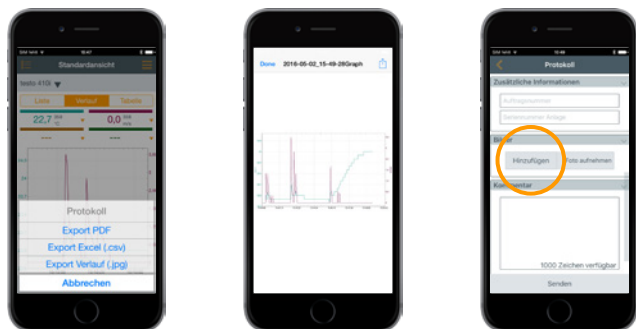 Standardansicht
testo 410i
Liste Verlauf Tabelle
22,7 °C
0,0 m/s
Protokoll
Export PDF
Export Excel (.csv)
Export Verlauf (.jpg)
Abbrechen
Done 2016-05-02_15-49-28Graph
Protokoll
Zusätzliche Informationen
Auftragsnummer
Seriennummer Anlage
Bilder
Hinzufügen Foto aufnehmen
Kommentar
1000 Zeichen verfügbar
Senden